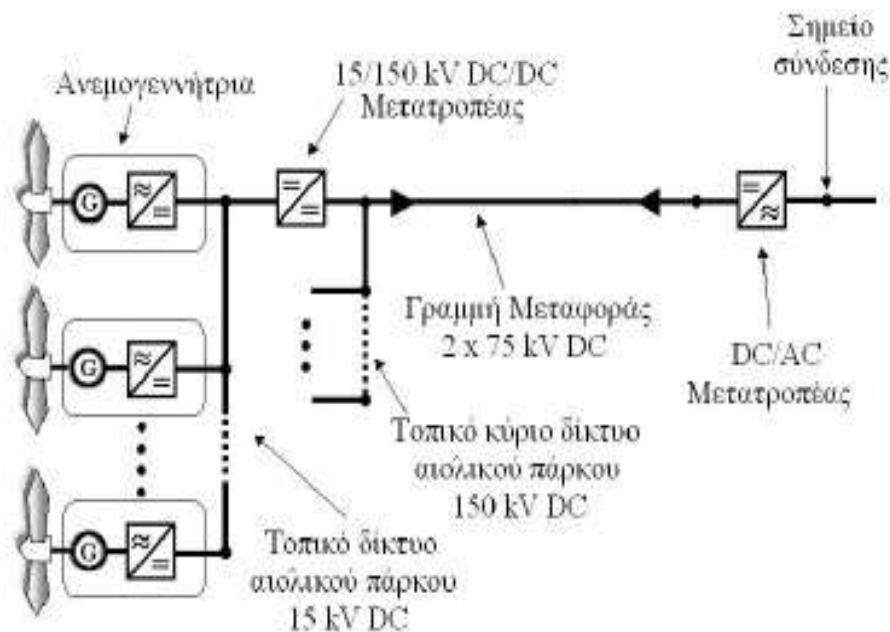 Σημείο
σύνδεσης
15/150 kV DC/DC
Μετατροπέας
Ανεμογεννήτρια
G
Γραμμή Μεταφοράς
2 x 75 kV DC
DC/AC
Μετατροπέας
G
Τοπικό κύριο δίκτυο
αιολικού πάρκου
150 kV DC
G
Τοπικό δίκτυο
αιολικού πάρκου
15 kV DC